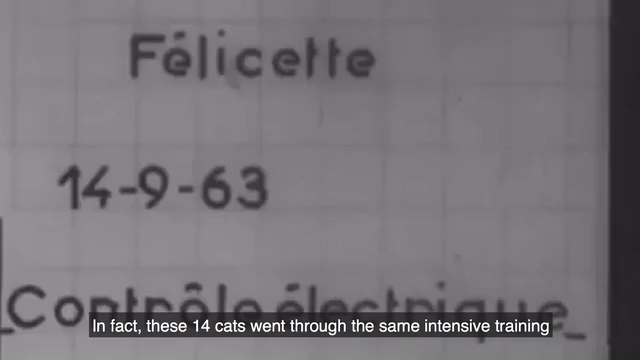 Félicette
14-9-63
Contrôle électrique
In fact, these 14 cats went through the same intensive training